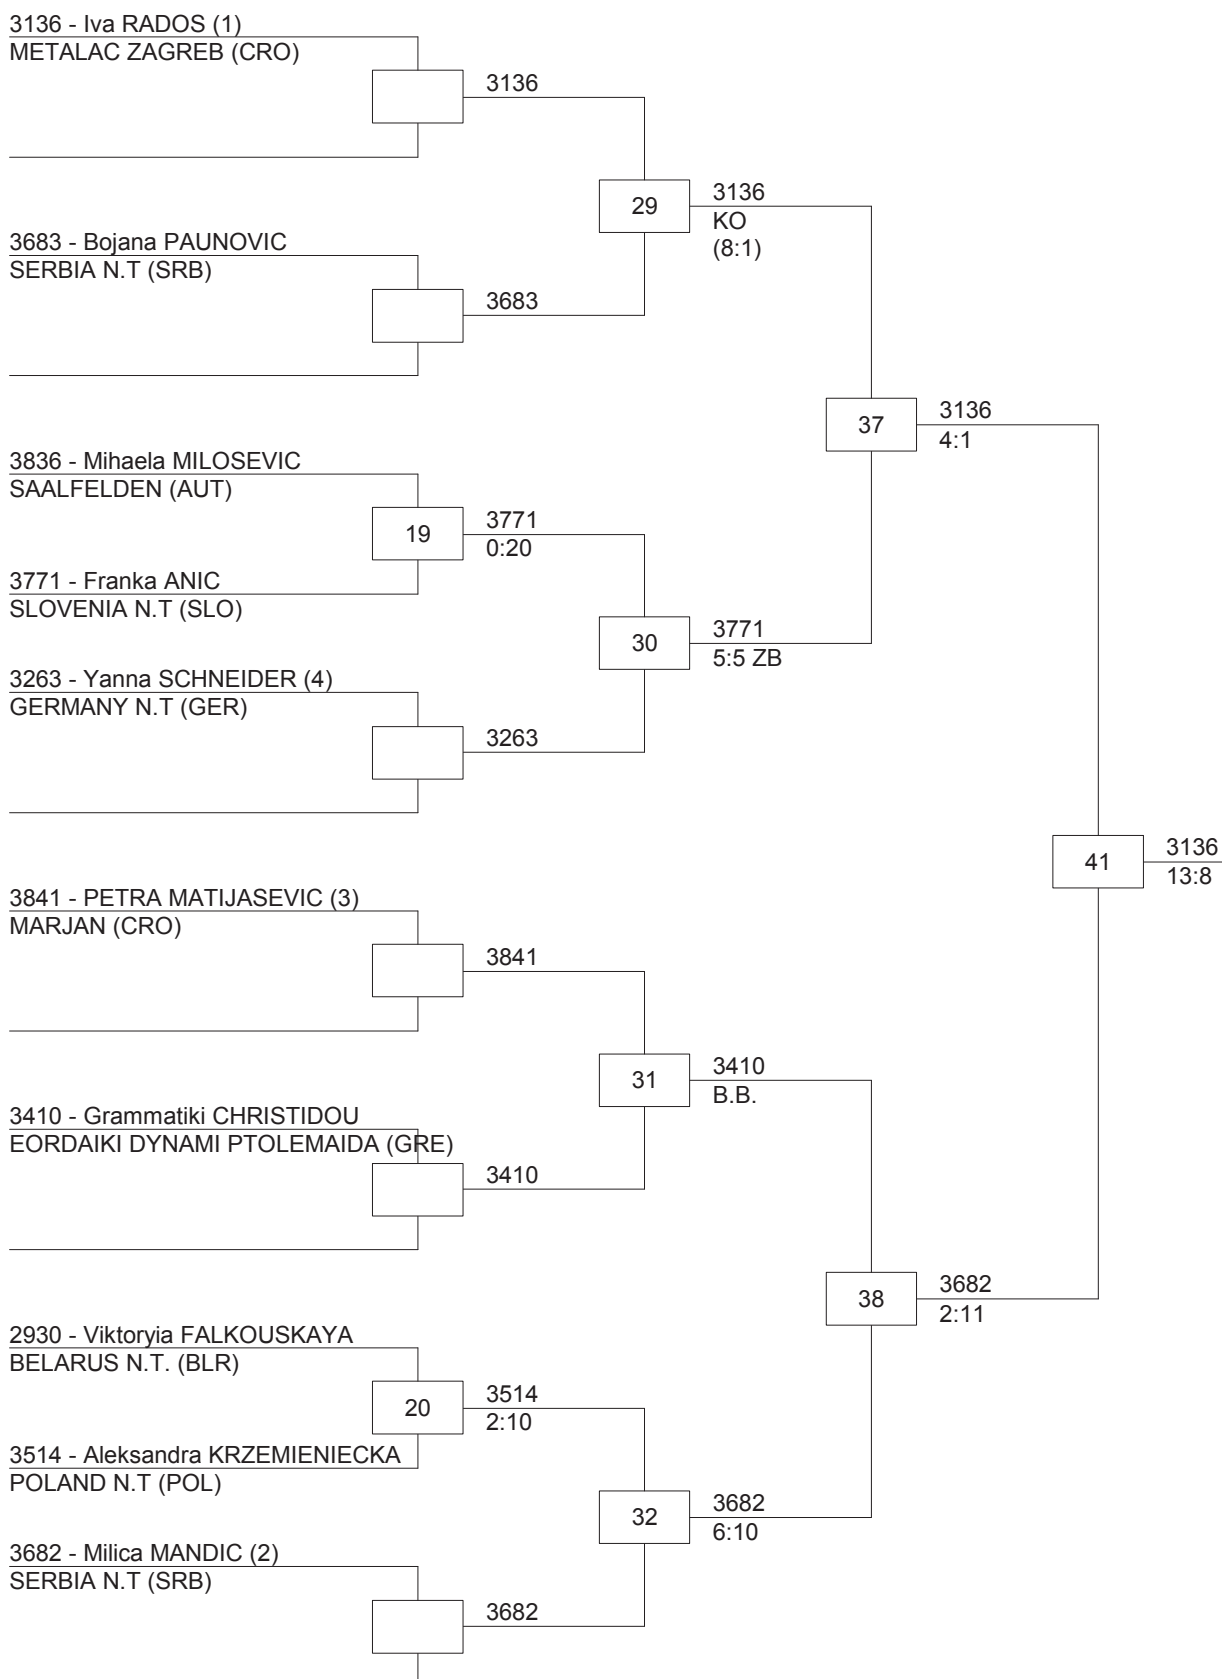 3136 - Iva RADOS (1)
METALAC ZAGREB (CRO)
3136
29
3136
KO
(8:1)
3683 - Bojana PAUNOVIC
SERBIA N.T (SRB)
3683
37
3136
4:1
3836 - Mihaela MILOSEVIC
SAALFELDEN (AUT)
19
3771
0:20
3771 - Franka ANIC
SLOVENIA N.T (SLO)
30
3771
5:5 ZB
3263 - Yanna SCHNEIDER (4)
GERMANY N.T (GER)
3263
41
3136
13:8
3841 - PETRA MATIJASEVIC (3)
MARJAN (CRO)
3841
31
3410
B.B.
3410 - Grammatiki CHRISTIDOU
EORDAIKI DYNAMI PTOLEMAIDA (GRE)
3410
38
3682
2:11
2930 - Viktoryia FALKOUSKAYA
BELARUS N.T. (BLR)
20
3514
2:10
3514 - Aleksandra KRZEMIENIECKA
POLAND N.T (POL)
32
3682
6:10
3682 - Milica MANDIC (2)
SERBIA N.T (SRB)
3682